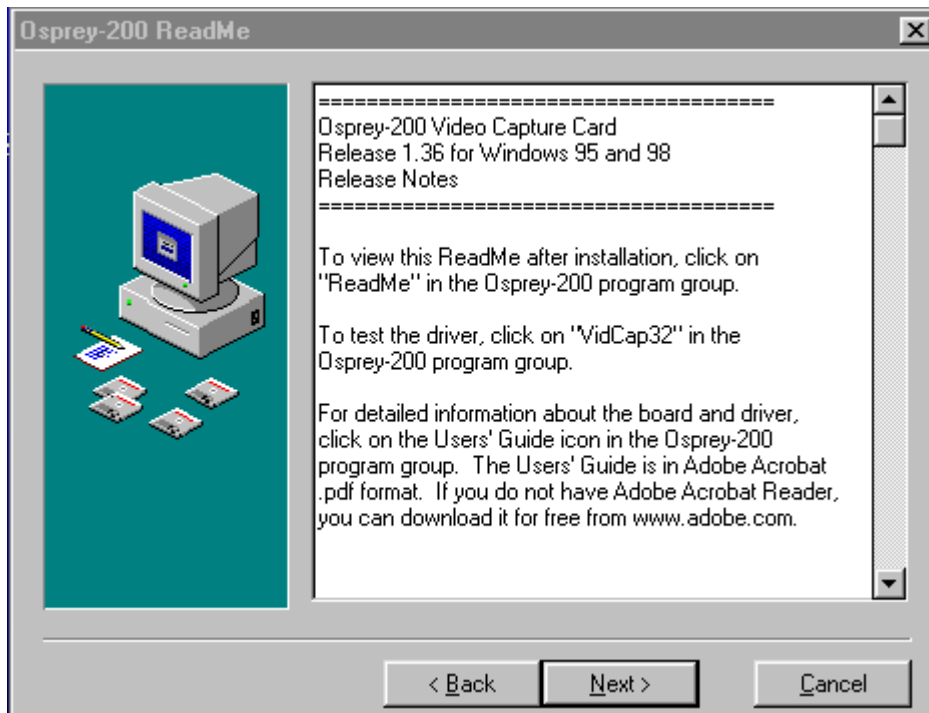 Osprey-200 ReadMe
======================================
Osprey-200 Video Capture Card
Release 1.36 for Windows 95 and 98
Release Notes
======================================
To view this ReadMe after installation, click on
"ReadMe" in the Osprey-200 program group.
To test the driver, click on "VidCap32" in the
Osprey-200 program group.
For detailed information about the board and driver,
click on the Users' Guide icon in the Osprey-200
program group.  The Users' Guide is in Adobe Acrobat
.pdf format.  If you do not have Adobe Acrobat Reader,
you can download it for free from www.adobe.com.
< Back
Next >
Cancel